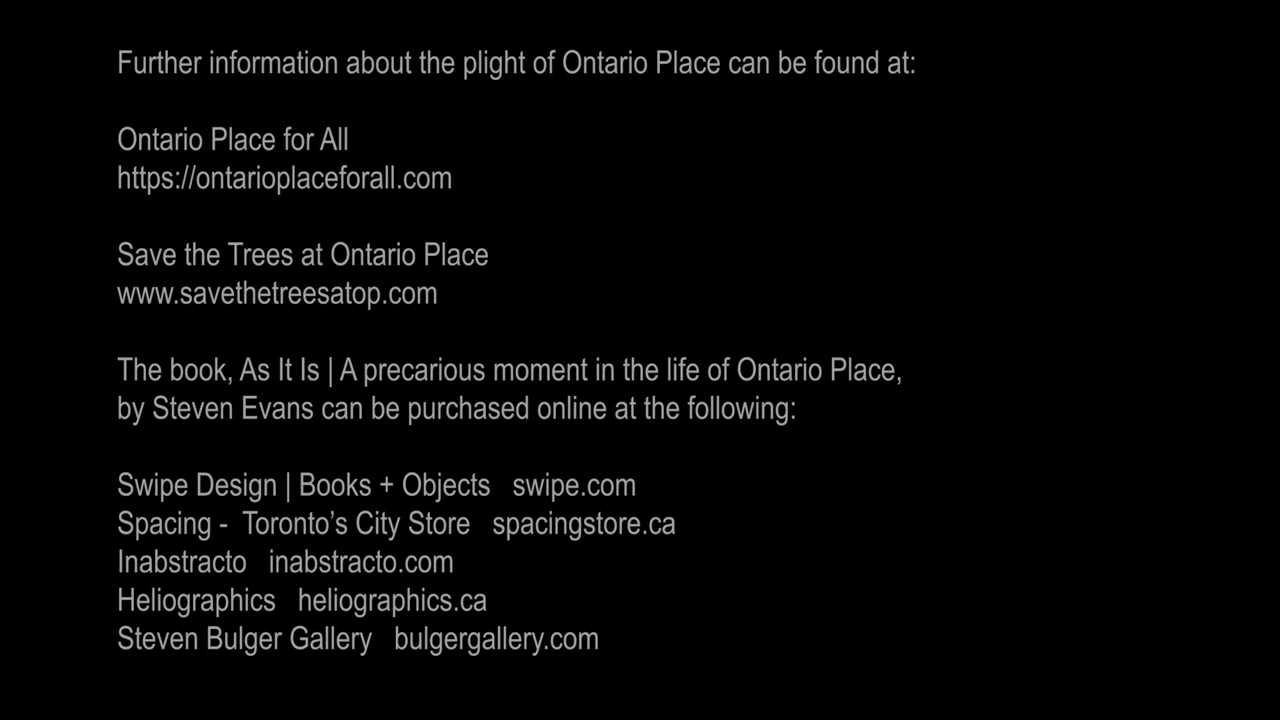 Further information about the plight of Ontario Place can be found at:
Ontario Place for All
https://ontarioplaceforall.com
Save the Trees at Ontario Place
www.savethetreesatop.com
The book, As It Is | A precarious moment in the life of Ontario Place,
by Steven Evans can be purchased online at the following:
Swipe Design | Books + Objects   swipe.com
Spacing -  Toronto’s City Store   spacingstore.ca
Inabstracto   inabstracto.com
Heliographics   heliographics.ca
Steven Bulger Gallery   bulgergallery.com